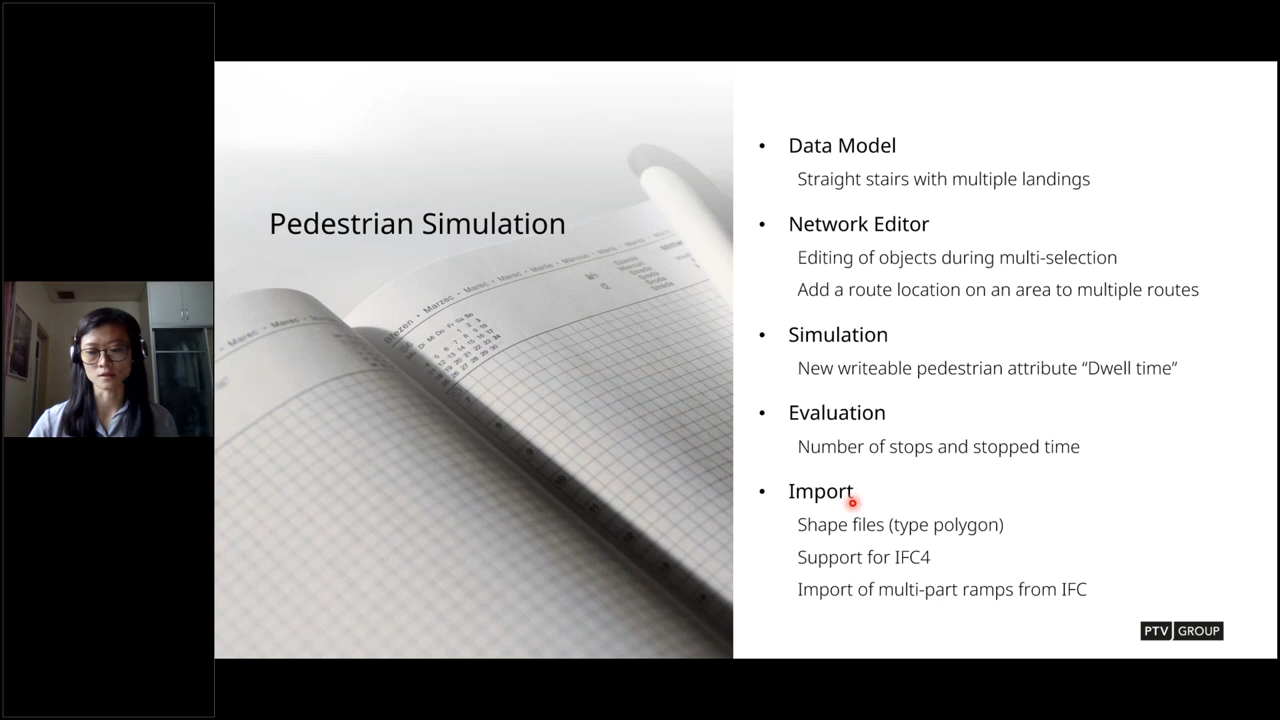 Pedestrian Simulation
• Data Model
Straight stairs with multiple landings
• Network Editor
Editing of objects during multi-selection
Add a route location on an area to multiple routes
• Simulation
New writeable pedestrian attribute “Dwell time”
• Evaluation
Number of stops and stopped time
• Import
Shape files (type polygon)
Support for IFC4
Import of multi-part ramps from IFC
PTV GROUP